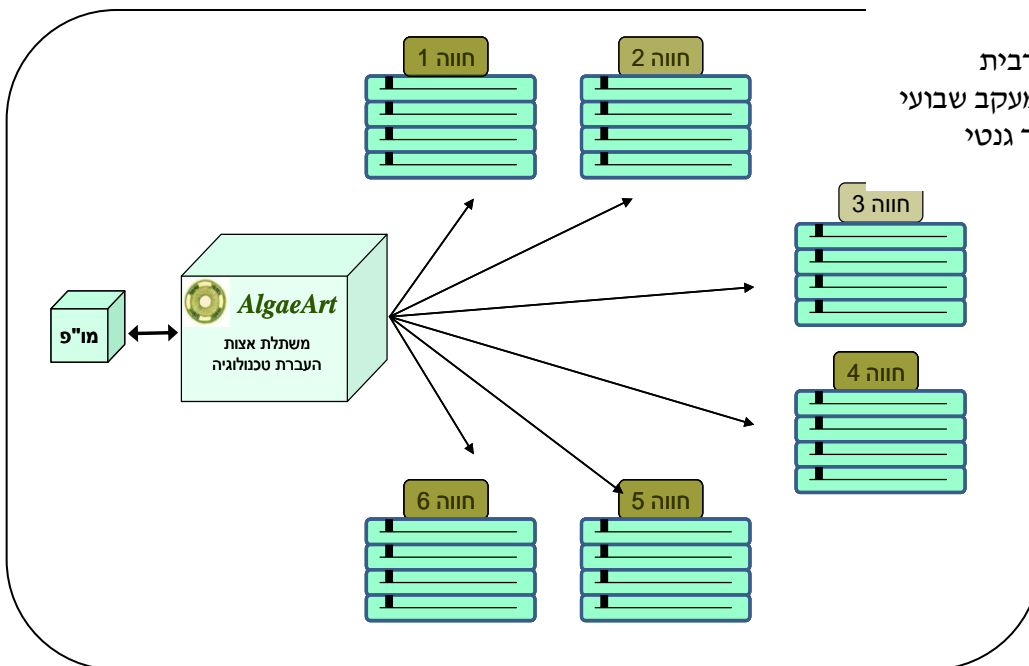 חווה 1
חווה 2
רבית
מעקב שבועי
ר גנטי
חווה 3
AlgaeArt
משתלת אצות
העברת טכנולוגיה
מו"פ
חווה 4
חווה 6
חווה 5